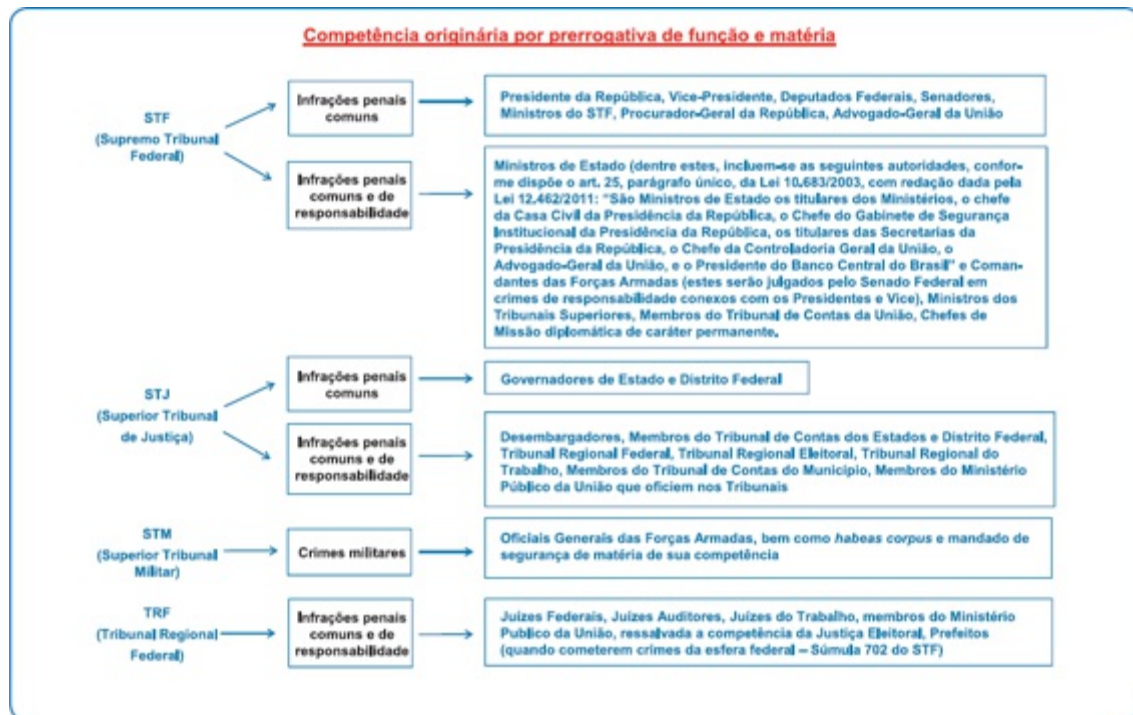 Competência originária por prerrogativa de função e matéria
STF
(Supremo Tribunal
Federal)
Infrações penais
comuns
Presidente da República, Vice-Presidente, Deputados Federais, Senadores,
Ministros do STF, Procurador-Geral da República, Advogado-Geral da União
Infrações penais
comuns e de
responsabilidade
Ministros de Estado (dentre estes, incluem-se as seguintes autoridades, confor-
me dispõe o art. 25, parágrafo único, da Lei 10.683/2003, com redação dada pela
Lei 12.462/2011: "São Ministros de Estado os titulares dos Ministérios, o chefe
da Casa Civil da Presidência da República, o Chefe do Gabinete de Segurança
Institucional da Presidência da República, os titulares das Secretarias da
Presidência da República, o Chefe da Controladoria Geral da União, o
Advogado-Geral da União, e o Presidente do Banco Central do Brasil" e Coman-
dantes das Forças Armadas (estes serão julgados pelo Senado Federal em
crimes de responsabilidade conexos com os Presidentes e Vice), Ministros dos
Tribunais Superiores, Membros do Tribunal de Contas da União, Chefes de
Missão diplomática de caráter permanente.
STJ
(Superior Tribunal
de Justiça)
Infrações penais
comuns
Governadores de Estado e Distrito Federal
Infrações penais
comuns e de
responsabilidade
Desembargadores, Membros do Tribunal de Contas dos Estados e Distrito Federal,
Tribunal Regional Federal, Tribunal Regional Eleitoral, Tribunal Regional do
Trabalho, Membros do Tribunal de Contas do Município, Membros do Ministério
Público da União que oficiem nos Tribunais
STM
(Superior Tribunal
Militar)
Crimes militares
Oficiais Generais das Forças Armadas, bem como habeas corpus e mandado de
segurança de matéria de sua competência
TRF
(Tribunal Regional
Federal)
Infrações penais
comuns e de
responsabilidade
Juízes Federais, Juízes Auditores, Juízes do Trabalho, membros do Ministério
Publico da União, ressalvada a competência da Justiça Eleitoral, Prefeitos
(quando cometerem crimes da esfera federal – Súmula 702 do STF)